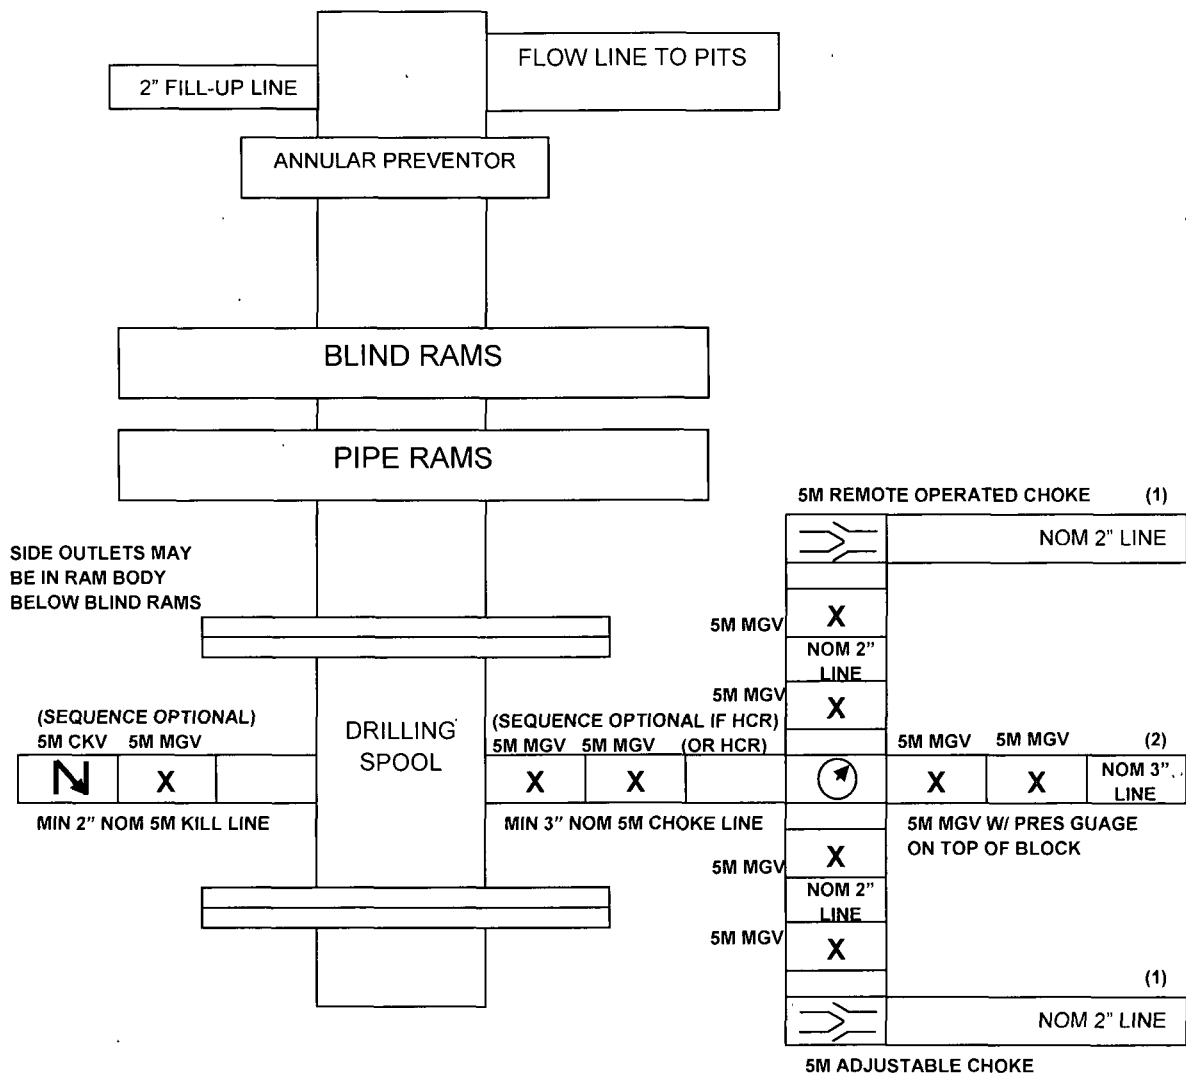 FLOW LINE TO PITS
2" FILL-UP LINE
ANNULAR PREVENTOR
BLIND RAMS
PIPE RAMS
5M REMOTE OPERATED CHOKE (1)
NOM 2" LINE
SIDE OUTLETS MAY
BE IN RAM BODY
BELOW BLIND RAMS
5M MGV
X
NOM 2"
LINE
5M MGV
X
(SEQUENCE OPTIONAL)
5M CKV 5M MGV
N X
MIN 2" NOM 5M KILL LINE
DRILLING
SPOOL
(SEQUENCE OPTIONAL IF HCR)
5M MGV 5M MGV (OR HCR)
X X
MIN 3" NOM 5M CHOKE LINE
5M MGV 5M MGV (2)
X X
NOM 3"
LINE
5M MGV W/ PRES GUAGE
ON TOP OF BLOCK
5M MGV
X
NOM 2"
LINE
5M MGV
X
(1)
NOM 2" LINE
5M ADJUSTABLE CHOKE